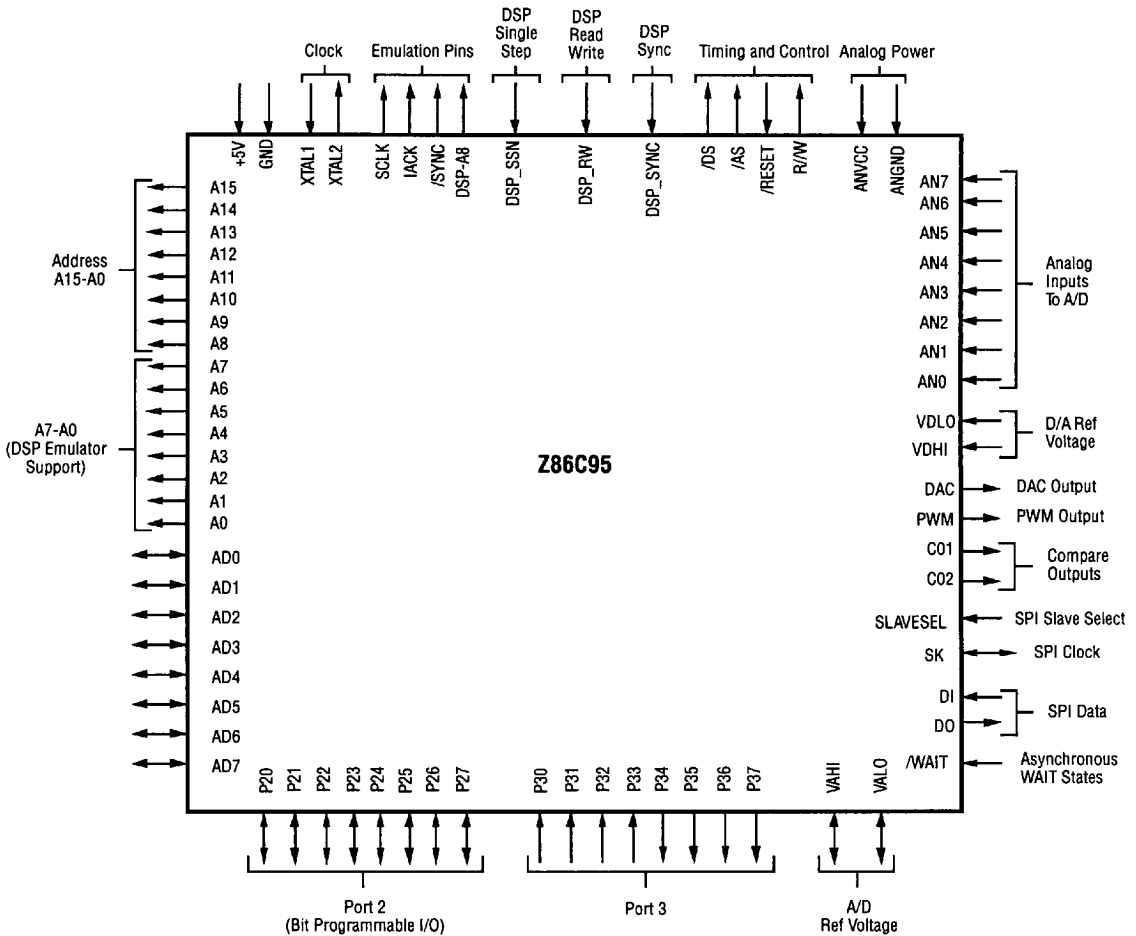 DSP
Single
Step
DSP
Read
Write
DSP
Sync
Clock
Emulation Pins
Timing and Control
Analog Power
+5V
GND
XTAL1
XTAL2
SCLK
IACK
/SYNC
DSP-A8
DSP_SSN
DSP_RW
DSP_SYNC
/DS
/AS
/RESET
R//W
ANVCC
ANGND
Address
A15-A0
A15
A14
A13
A12
A11
A10
A9
A8
A7-A0
(DSP Emulator
Support)
A7
A6
A5
A4
A3
A2
A1
A0
AD0
AD1
AD2
AD3
AD4
AD5
AD6
AD7
Z86C95
AN7
AN6
AN5
AN4
AN3
AN2
AN1
AN0
Analog
Inputs
To A/D
VDLO
VDHI
D/A Ref
Voltage
DAC
DAC Output
PWM
PWM Output
C01
C02
Compare
Outputs
SLAVESEL
SPI Slave Select
SK
SPI Clock
DI
DO
SPI Data
/WAIT
Asynchronous
WAIT States
P20
P21
P22
P23
P24
P25
P26
P27
P30
P31
P32
P33
P34
P35
P36
P37
VAHI
VALO
Port 2
(Bit Programmable I/O)
Port 3
A/D
Ref Voltage